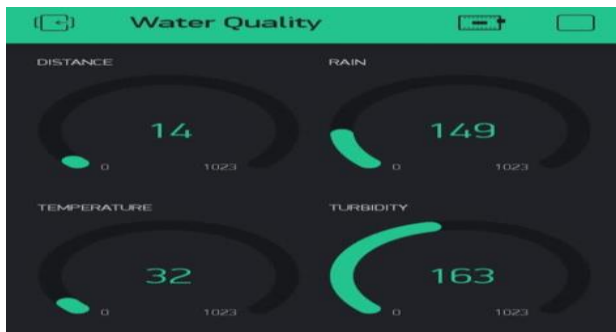 Water Quality
DISTANCE RAIN
14 149
0 1023 0 1023
TEMPERATURE TURBIDITY
32 163
0 1023 0 1023